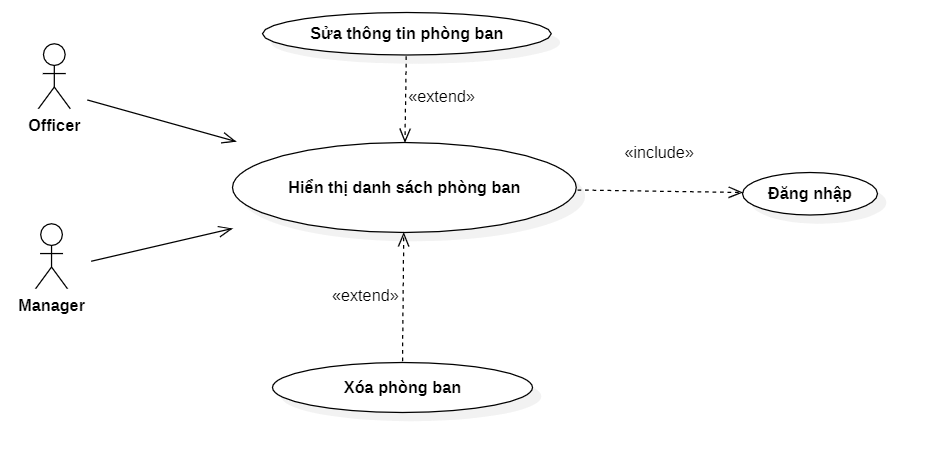 Sửa thông tin phòng ban
Officer
«extend»
Hiển thị danh sách phòng ban
«include»
Đăng nhập
Manager
«extend»
Xóa phòng ban